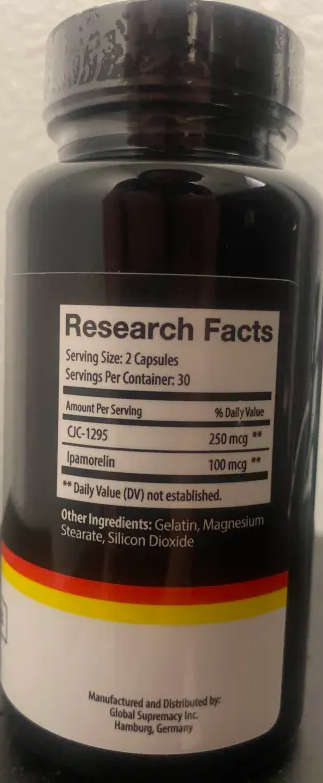 Research Facts
Serving Size: 2 Capsules
Servings Per Container: 30
Amount Per Serving % Daily Value
CJC-1295 250 mcg **
Ipamorelin 100 mcg **
** Daily Value (DV) not established.
Other Ingredients: Gelatin, Magnesium
Stearate, Silicon Dioxide
Manufactured and Distributed by:
Global Supremacy Inc.
Hamburg, Germany